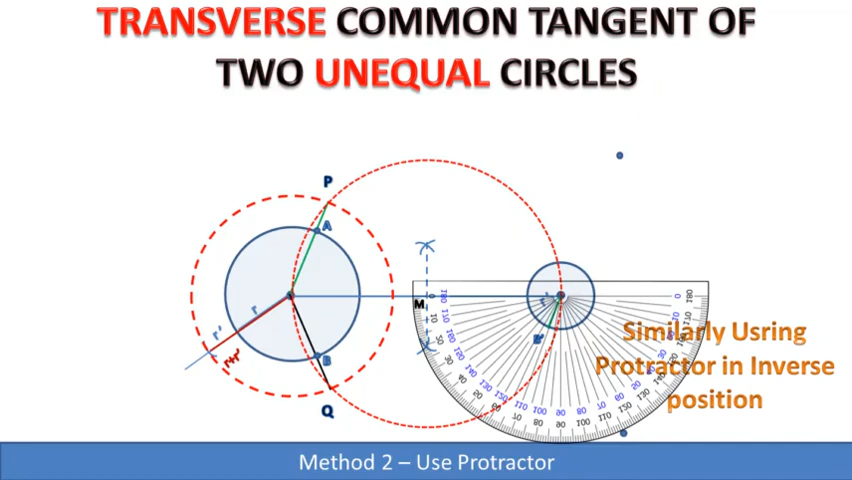 TRANSVERSE COMMON TANGENT OF
TWO UNEQUAL CIRCLES
P
A
M
r
r'
r+r'
r'
B
B'
Q
Similarly Usring
Protractor in Inverse
position
Method 2 – Use Protractor